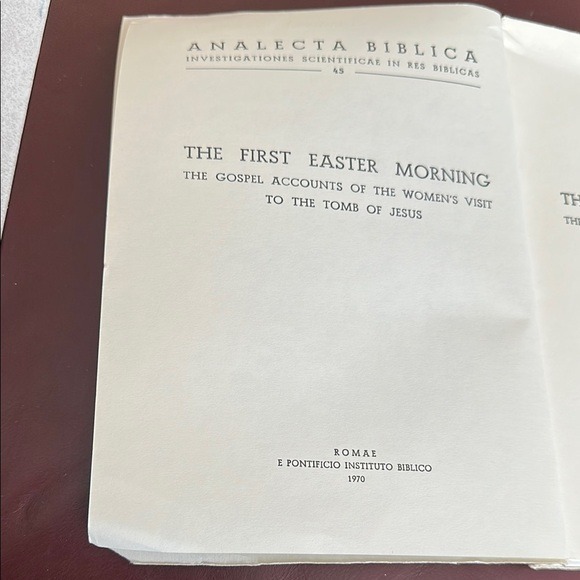 ANALECTA BIBLICA
INVESTIGATIONES SCIENTIFICAE IN RES BIBLICAS
45
THE FIRST EASTER MORNING
THE GOSPEL ACCOUNTS OF THE WOMEN'S VISIT
TO THE TOMB OF JESUS
ROMAE
E PONTIFICIO INSTITUTO BIBLICO
1970